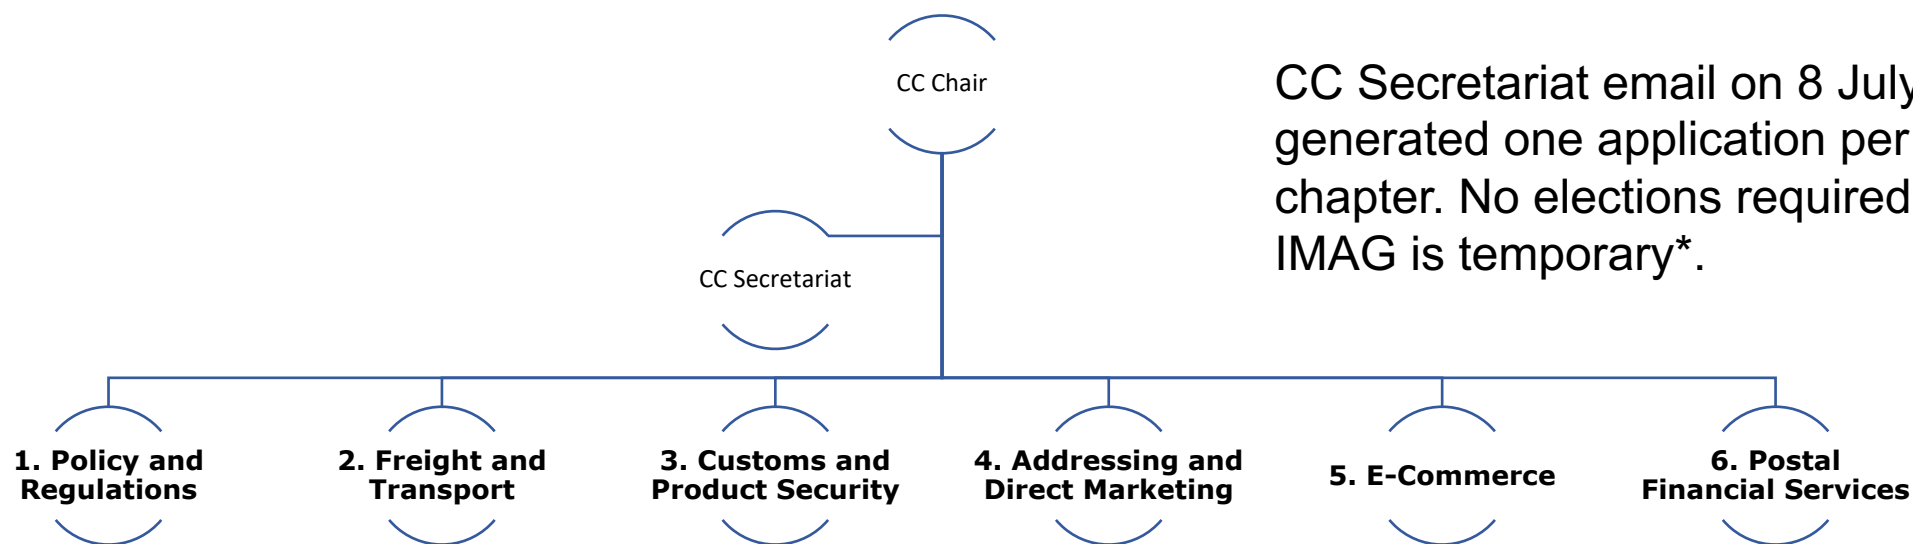 CC Chair
CC Secretariat email on 8 July
generated one application per
chapter. No elections required
IMAG is temporary*.
CC Secretariat
1. Policy and
Regulations
2. Freight and
Transport
3. Customs and
Product Security
4. Addressing and
Direct Marketing
5. E-Commerce
6. Postal
Financial Services